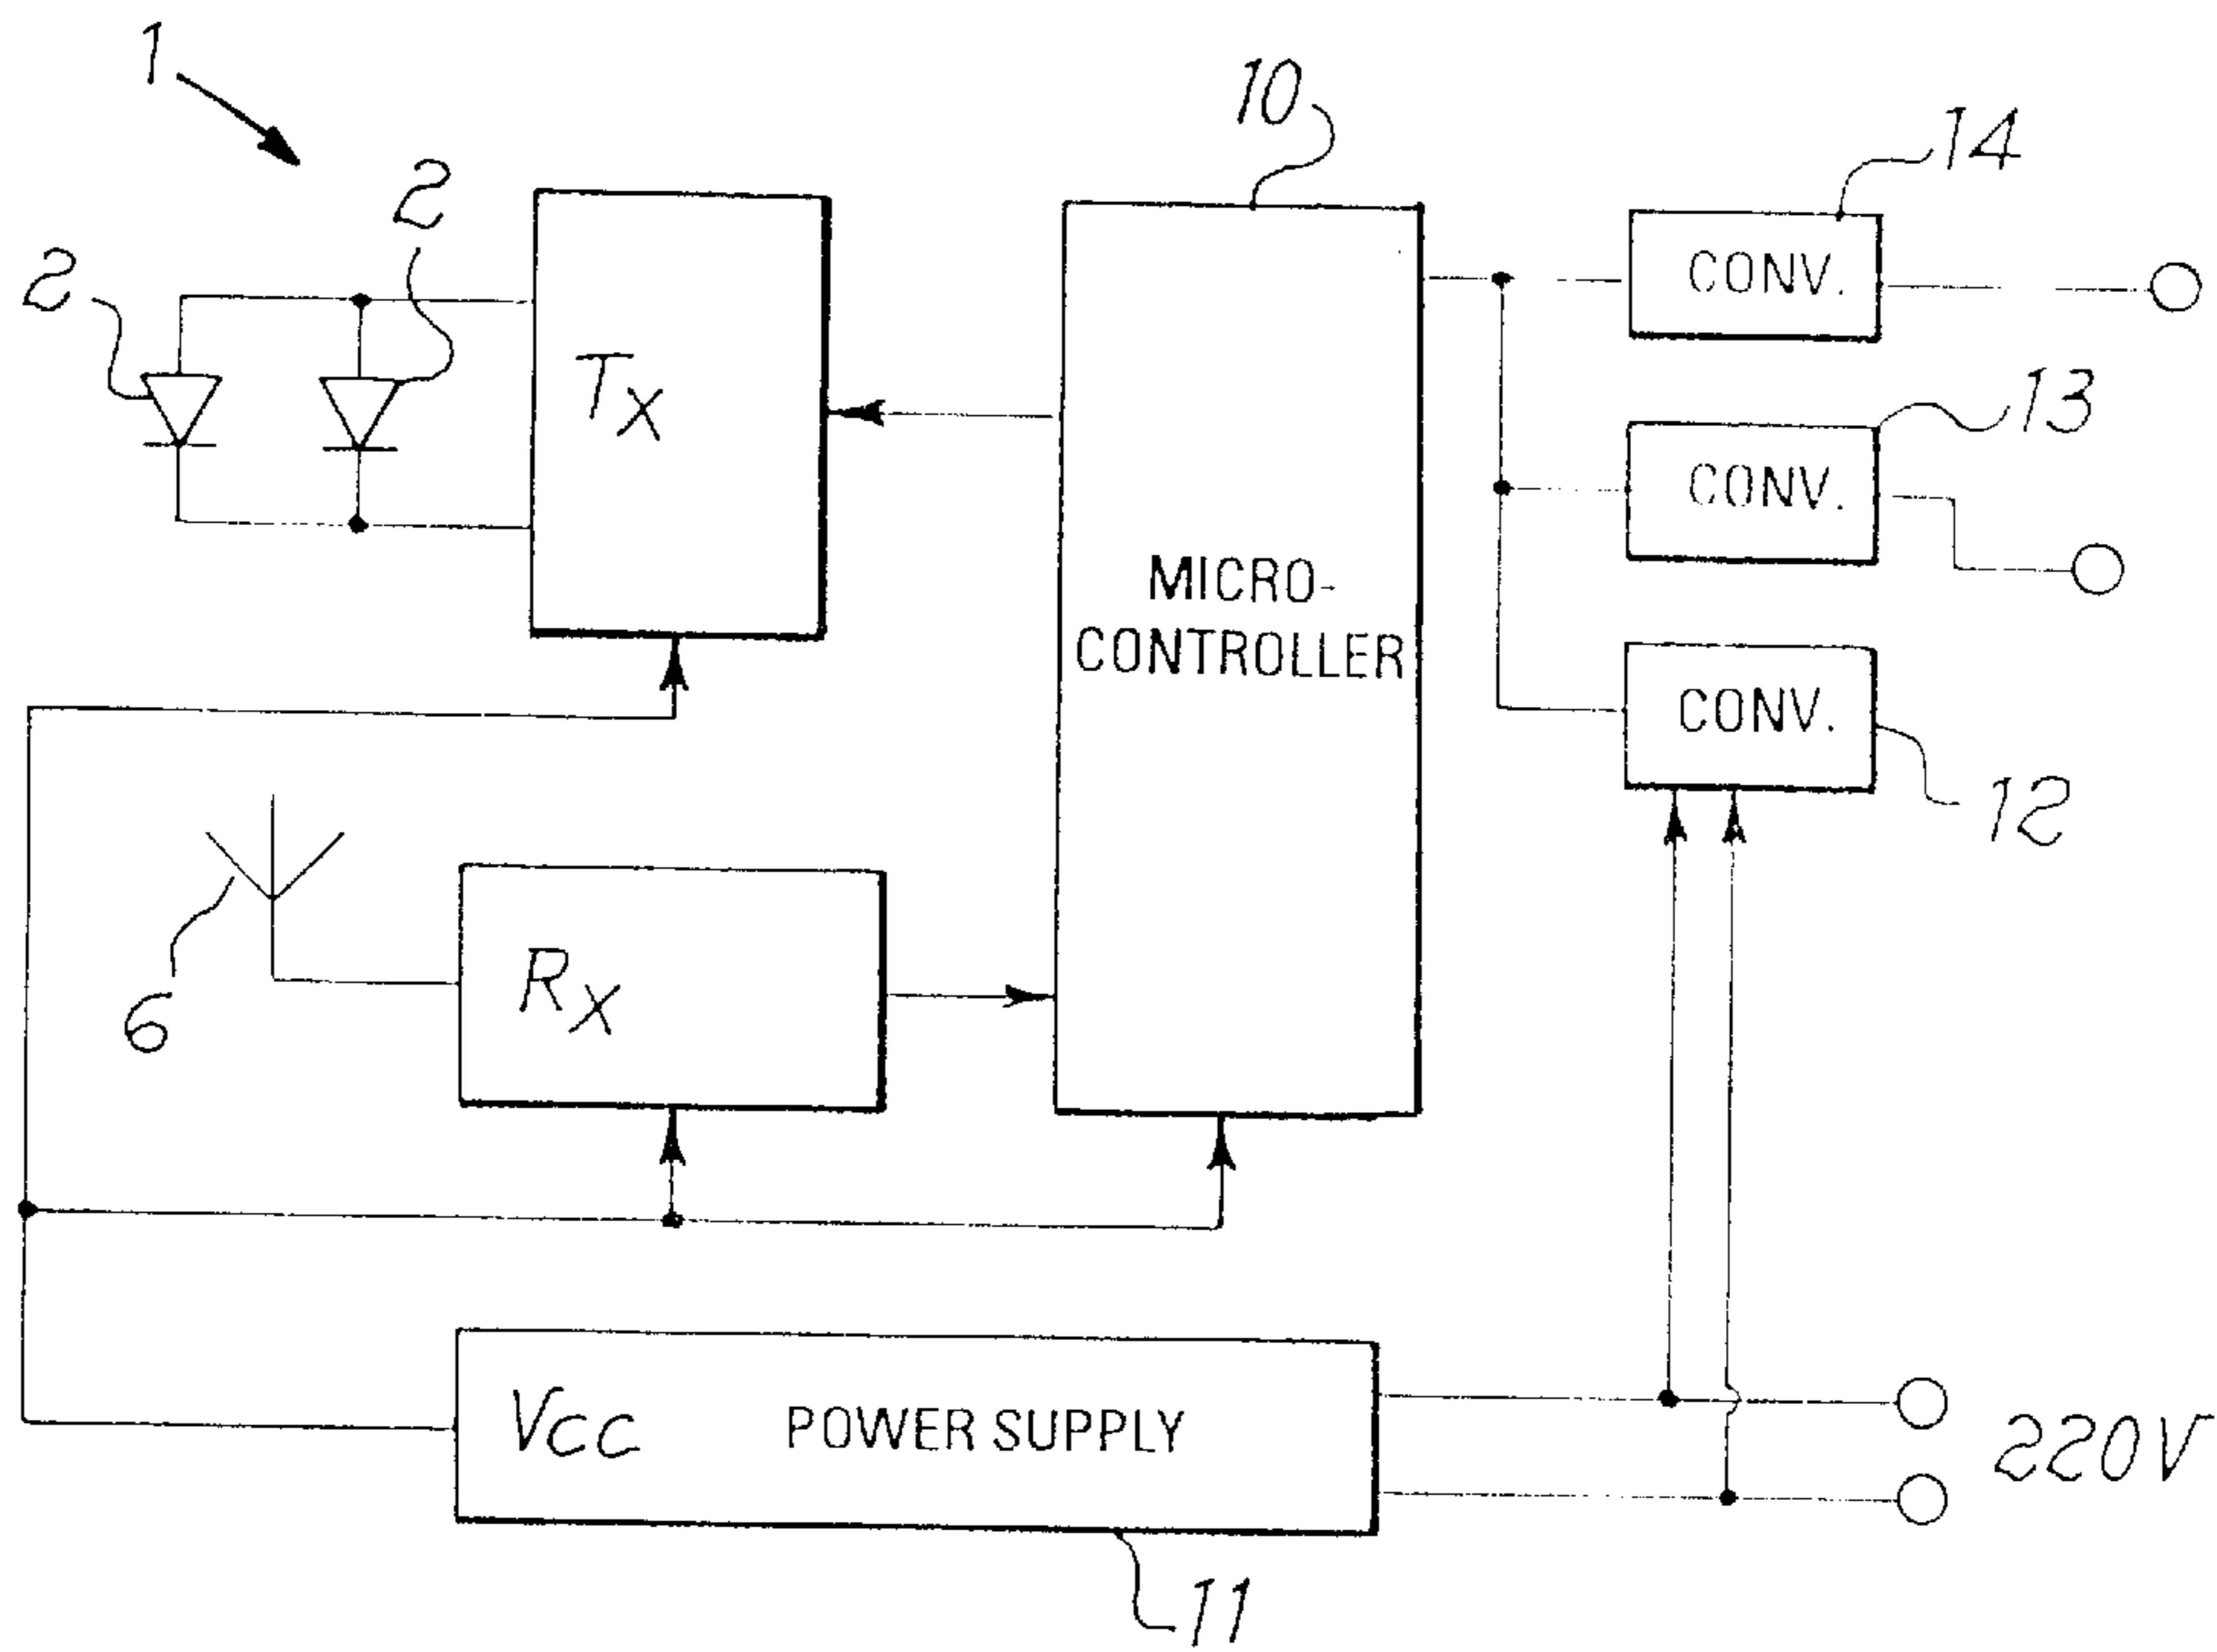 1
2
2
Tx
10
MICRO-
CONTROLLER
14
CONV.
13
CONV.
CONV.
12
6
Rx
Vcc
POWER SUPPLY
220V
11